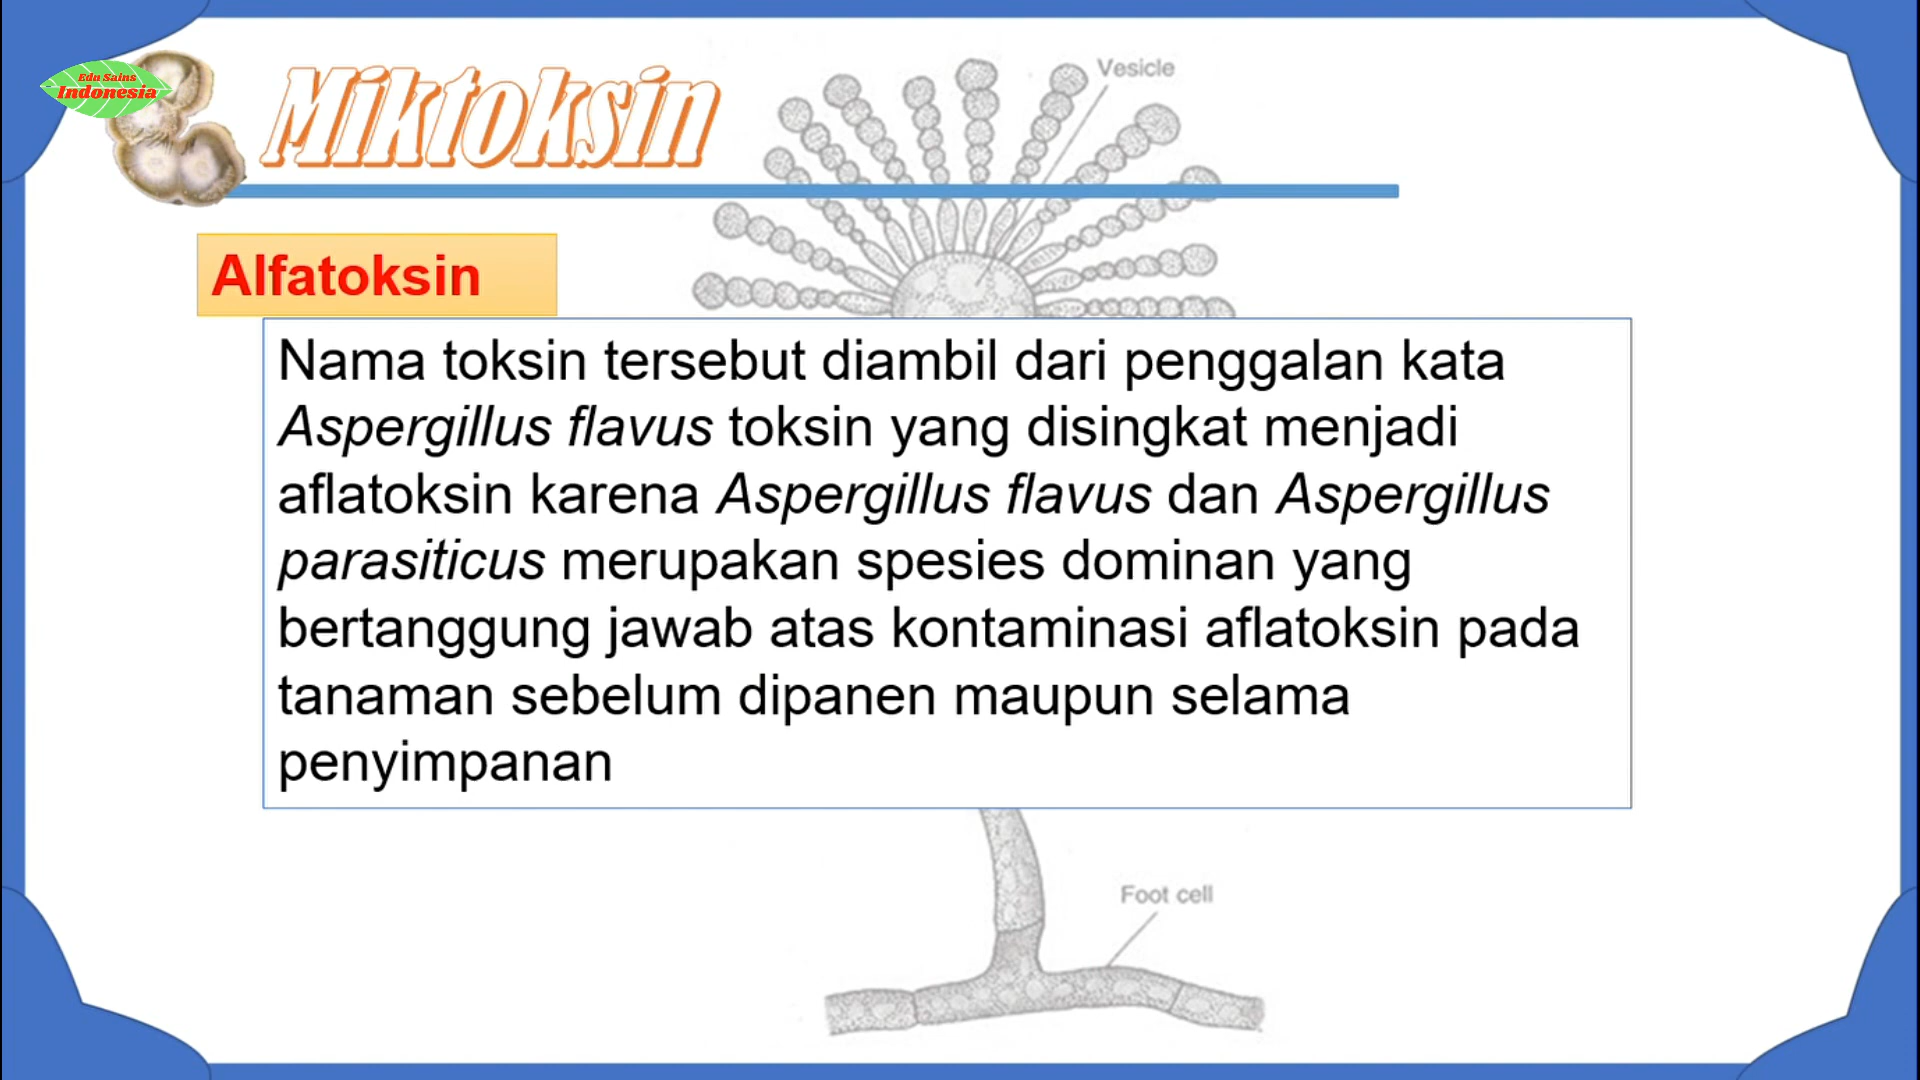 Edu Sains
Indonesia
Miktoksin
Vesicle
Alfatoksin
Nama toksin tersebut diambil dari penggalan kata
Aspergillus flavus toksin yang disingkat menjadi
aflatoksin karena Aspergillus flavus dan Aspergillus
parasiticus merupakan spesies dominan yang
bertanggung jawab atas kontaminasi aflatoksin pada
tanaman sebelum dipanen maupun selama
penyimpanan
Foot cell